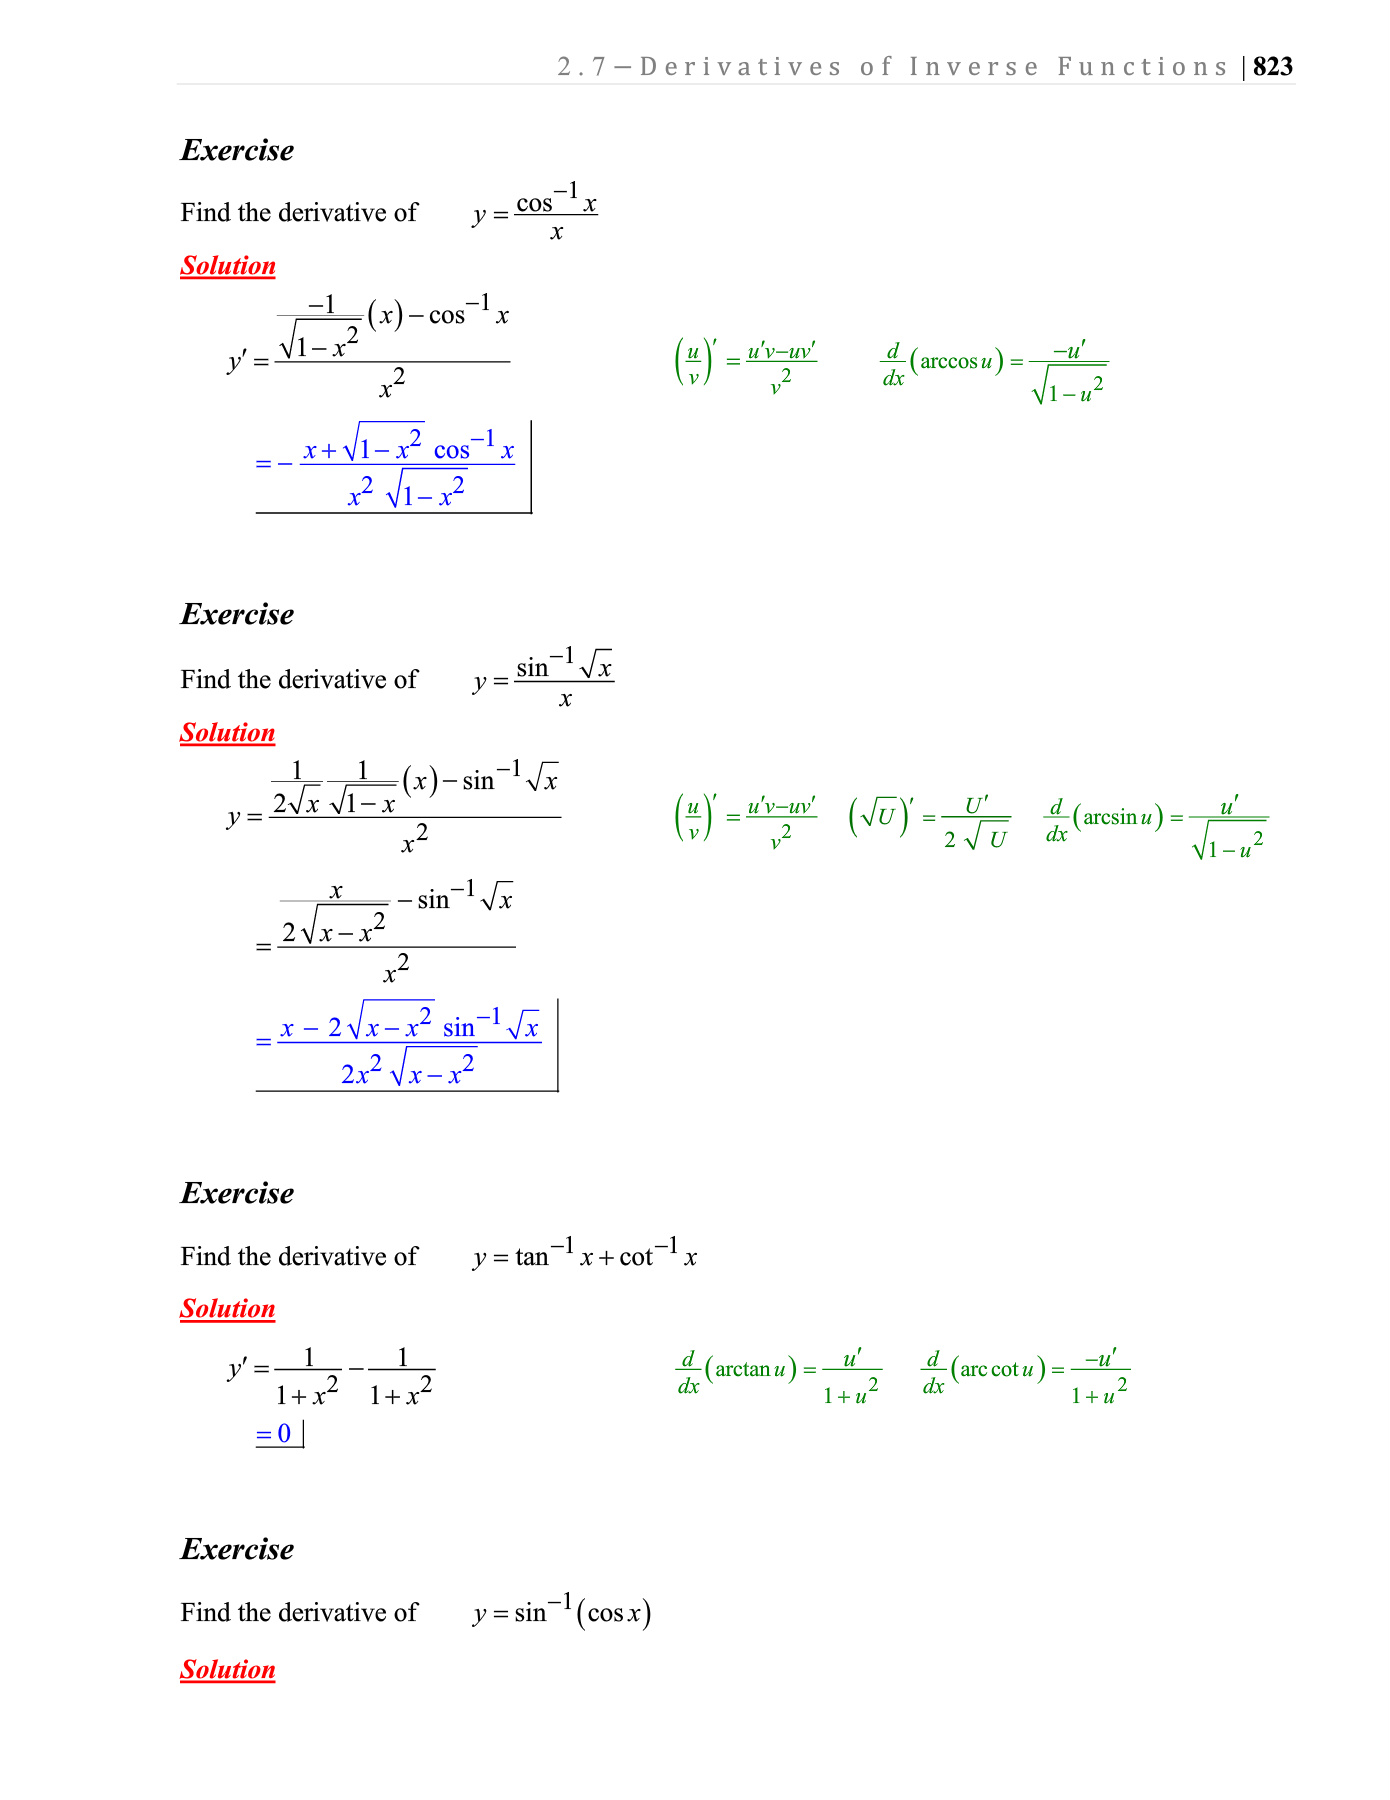 2.7 – Derivatives of Inverse Functions | 823
Exercise
Find the derivative of y = \frac{\cos^{-1} x}{x}
Solution
y' = \frac{\frac{-1}{\sqrt{1-x^2}}(x) - \cos^{-1} x}{x^2} \left(\frac{u}{v}\right)' = \frac{u'v-uv'}{v^2} \frac{d}{dx}(\arccos u) = \frac{-u'}{\sqrt{1-u^2}}
= -\frac{x+\sqrt{1-x^2} \cos^{-1} x}{x^2 \sqrt{1-x^2}}
Exercise
Find the derivative of y = \frac{\sin^{-1} \sqrt{x}}{x}
Solution
y = \frac{\frac{1}{2\sqrt{x}} \frac{1}{\sqrt{1-x}}(x) - \sin^{-1} \sqrt{x}}{x^2} \left(\frac{u}{v}\right)' = \frac{u'v-uv'}{v^2} (\sqrt{U})' = \frac{U'}{2\sqrt{U}} \frac{d}{dx}(\arcsin u) = \frac{u'}{\sqrt{1-u^2}}
= \frac{\frac{x}{2\sqrt{x-x^2}} - \sin^{-1} \sqrt{x}}{x^2}
= \frac{x - 2\sqrt{x-x^2} \sin^{-1} \sqrt{x}}{2x^2 \sqrt{x-x^2}}
Exercise
Find the derivative of y = \tan^{-1} x + \cot^{-1} x
Solution
y' = \frac{1}{1+x^2} - \frac{1}{1+x^2} \frac{d}{dx}(\arctan u) = \frac{u'}{1+u^2} \frac{d}{dx}(\text{arc cot} u) = \frac{-u'}{1+u^2}
= 0
Exercise
Find the derivative of y = \sin^{-1}(\cos x)
Solution